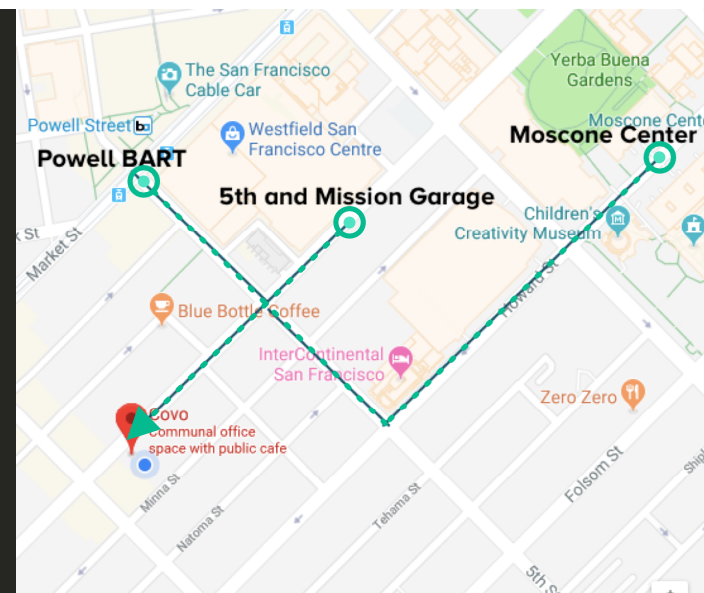 The San Francisco
Cable Car
Yerba Buena
Gardens
Powell Street
Westfield San
Francisco Centre
Moscone Cente
Moscone Center
Powell BART
5th and Mission Garage
Children's
Creativity Museum
St
Market St
Howard St
Blue Bottle Coffee
InterContinental
San Francisco
Zero Zero
Covo
Communal office
space with public cafe
Minna St
Natoma St
Tehama St
Folsom St
Ship
5th S